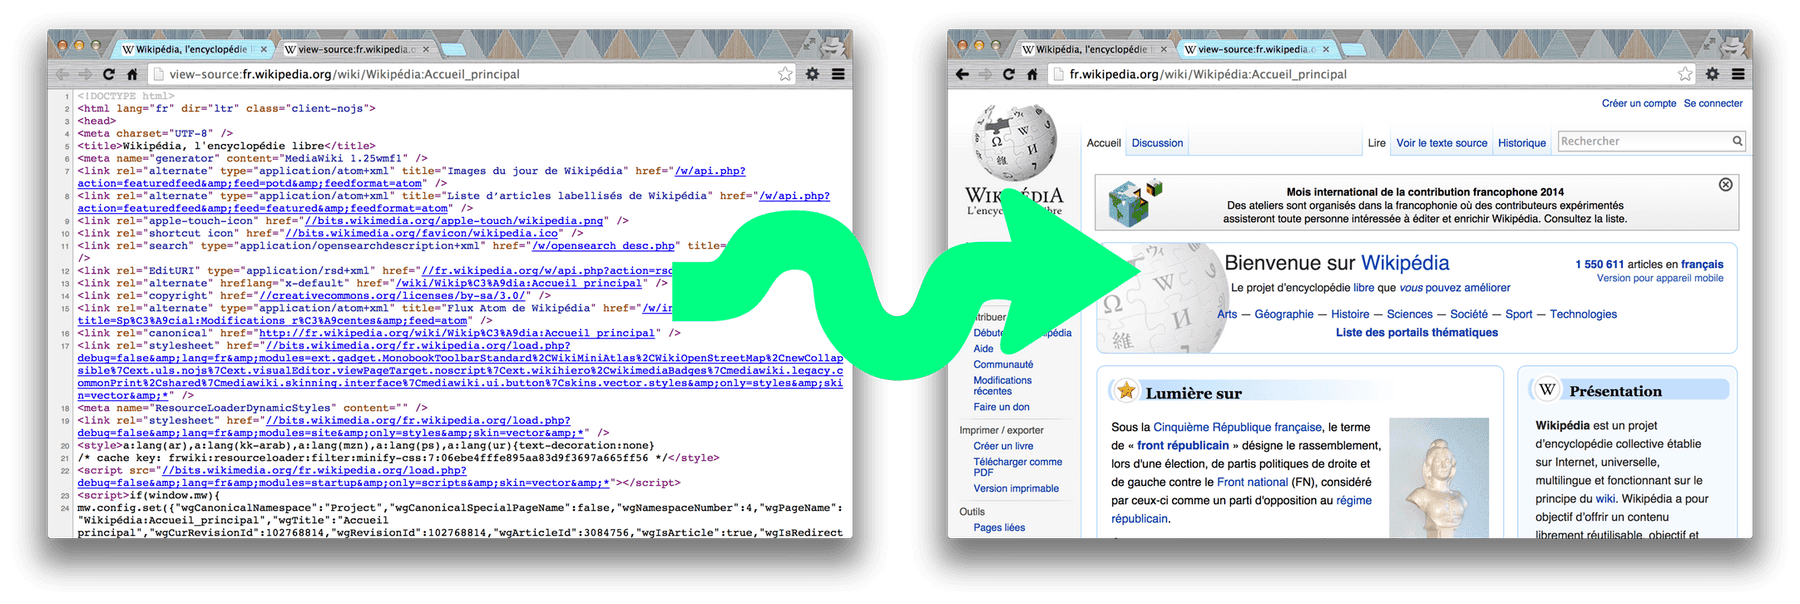 Wikipédia, l'encyclopédie
view-source:fr.wikipedia.o
view-source:fr.wikipedia.org/wiki/Wikipédia:Accueil_principal
1 <!DOCTYPE html>
2 <html lang="fr" dir="ltr" class="client-nojs">
3 <head>
4 <meta charset="UTF-8" />
5 <title>Wikipédia, l'encyclopédie libre</title>
6 <meta name="generator" content="MediaWiki 1.25wmf1" />
7 <link rel="alternate" type="application/atom+xml" title="Images du jour de Wikipédia" href="/w/api.php?
action=featuredfeed&amp;feed=potd&amp;feedformat=atom" />
8 <link rel="alternate" type="application/atom+xml" title="Liste d’articles labellisés de Wikipédia" href="/w/api.php?
action=featuredfeed&amp;feed=featured&amp;feedformat=atom" />
9 <link rel="apple-touch-icon" href="//bits.wikimedia.org/apple-touch/wikipedia.png" />
10 <link rel="shortcut icon" href="//bits.wikimedia.org/favicon/wikipedia.ico" />
11 <link rel="search" type="application/opensearchdescription+xml" href="/w/opensearch_desc.php" title=
/>
12 <link rel="EditURI" type="application/rsd+xml" href="//fr.wikipedia.org/w/api.php?action=rsd
13 <link rel="alternate" hreflang="x-default" href="/wiki/Wikip%C3%A9dia:Accueil_principal" />
14 <link rel="copyright" href="//creativecommons.org/licenses/by-sa/3.0/" />
15 <link rel="alternate" type="application/atom+xml" title="Flux Atom de Wikipédia" href="/w/in
title=Sp%C3%A9cial:Modifications_r%C3%A9centes&amp;feed=atom" />
16 <link rel="canonical" href="http://fr.wikipedia.org/wiki/Wikip%C3%A9dia:Accueil_principal" />
17 <link rel="stylesheet" href="//bits.wikimedia.org/fr.wikipedia.org/load.php?
debug=false&amp;lang=fr&amp;modules=ext.gadget.MonobookToolbarStandard%2CWikiMiniAtlas%2CWikiOpenStreetMap%2CnewCollap
sible%7Cext.uls.nojs%7Cext.visualEditor.viewPageTarget.noscript%7Cext.wikihiero%2CwikimediaBadges%7Cmediawiki.legacy.c
ommonPrint%2Cshared%7Cmediawiki.skinning.interface%7Cmediawiki.ui.button%7Cskins.vector.styles&amp;only=styles&amp;ski
n=vector&amp;*" />
18 <meta name="ResourceLoaderDynamicStyles" content="" />
19 <link rel="stylesheet" href="//bits.wikimedia.org/fr.wikipedia.org/load.php?
debug=false&amp;lang=fr&amp;modules=site&amp;only=styles&amp;skin=vector&amp;*" />
20 <style>a:lang(ar),a:lang(kk-arab),a:lang(mzn),a:lang(ps),a:lang(ur){text-decoration:none}
21 /* cache key: frwiki:resourceloader:filter:minify-css:7:06ebe4fffe895aa83d9f3697a665ff56 */</style>
22 <script src="//bits.wikimedia.org/fr.wikipedia.org/load.php?
debug=false&amp;lang=fr&amp;modules=startup&amp;only=scripts&amp;skin=vector&amp;*"></script>
23 <script>if(window.mw){
24 mw.config.set({"wgCanonicalNamespace":"Project","wgCanonicalSpecialPageName":false,"wgNamespaceNumber":4,"wgPageName":
"Wikipédia:Accueil_principal","wgTitle":"Accueil
principal","wgCurRevisionId":102768814,"wgRevisionId":102768814,"wgArticleId":3084756,"wgIsArticle":true,"wgIsRedirect
Wikipédia, l'encyclopédie
view-source:fr.wikipedia.o
fr.wikipedia.org/wiki/Wikipédia:Accueil_principal
Créer un compte Se connecter
Accueil Discussion Lire Voir le texte source Historique Rechercher
WIKIPÉDIA
Mois international de la contribution francophone 2014
Des ateliers sont organisés dans la francophonie où des contributeurs expérimentés
assisteront toute personne intéressée à éditer et enrichir Wikipédia. Consultez la liste.
Bienvenue sur Wikipédia
Le projet d'encyclopédie libre que vous pouvez améliorer
1 550 611 articles en français
Version pour appareil mobile
Arts — Géographie — Histoire — Sciences — Société — Sport — Technologies
Liste des portails thématiques
Aide
Communauté
Modifications
récentes
Faire un don
Imprimer / exporter
Créer un livre
Télécharger comme
PDF
Version imprimable
Outils
Pages liées
Lumière sur
Sous la Cinquième République française, le terme
de « front républicain » désigne le rassemblement,
lors d'une élection, de partis politiques de droite et
de gauche contre le Front national (FN), considéré
par ceux-ci comme un parti d'opposition au régime
républicain.
Présentation
Wikipédia est un projet
d'encyclopédie collective établie
sur Internet, universelle,
multilingue et fonctionnant sur le
principe du wiki. Wikipédia a pour
objectif d'offrir un contenu
librement réutilisable, objectif et